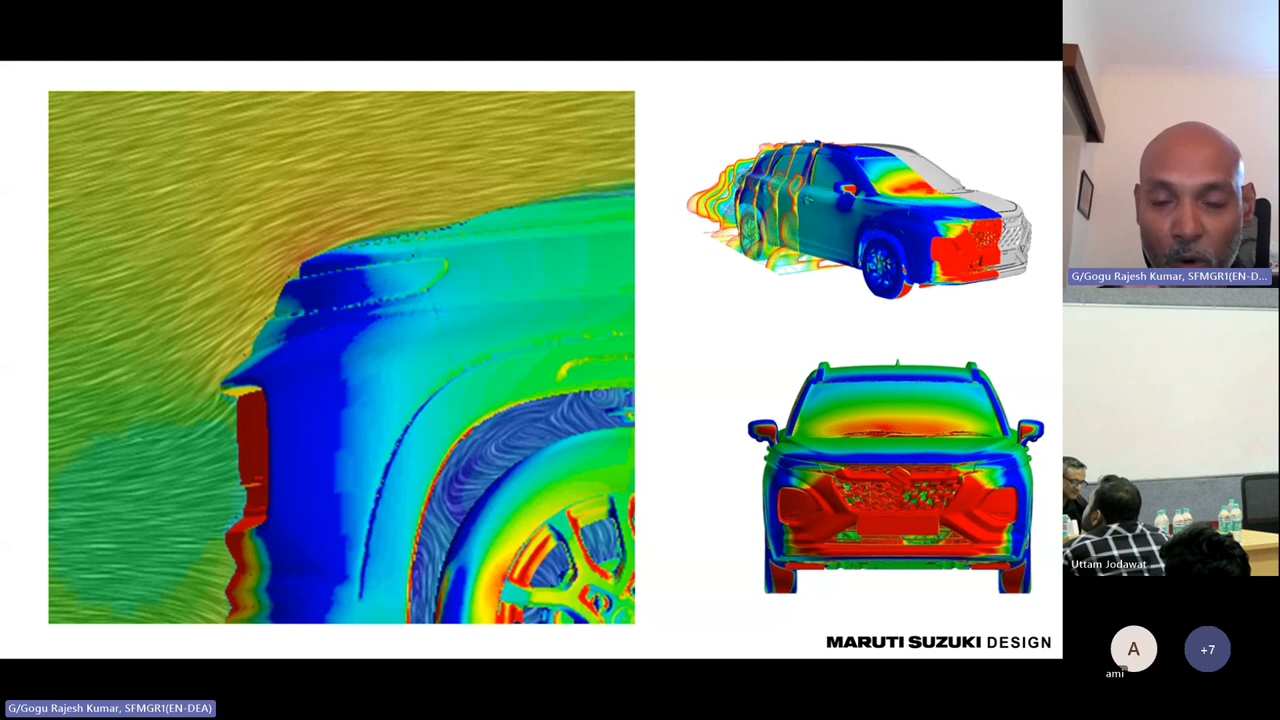 MARUTI SUZUKI DESIGN
G/Gogu Rajesh Kumar, SFMGR1(EN-D...
Uttam Jodawat
A
ami
+7
G/Gogu Rajesh Kumar, SFMGR1(EN-DEA)